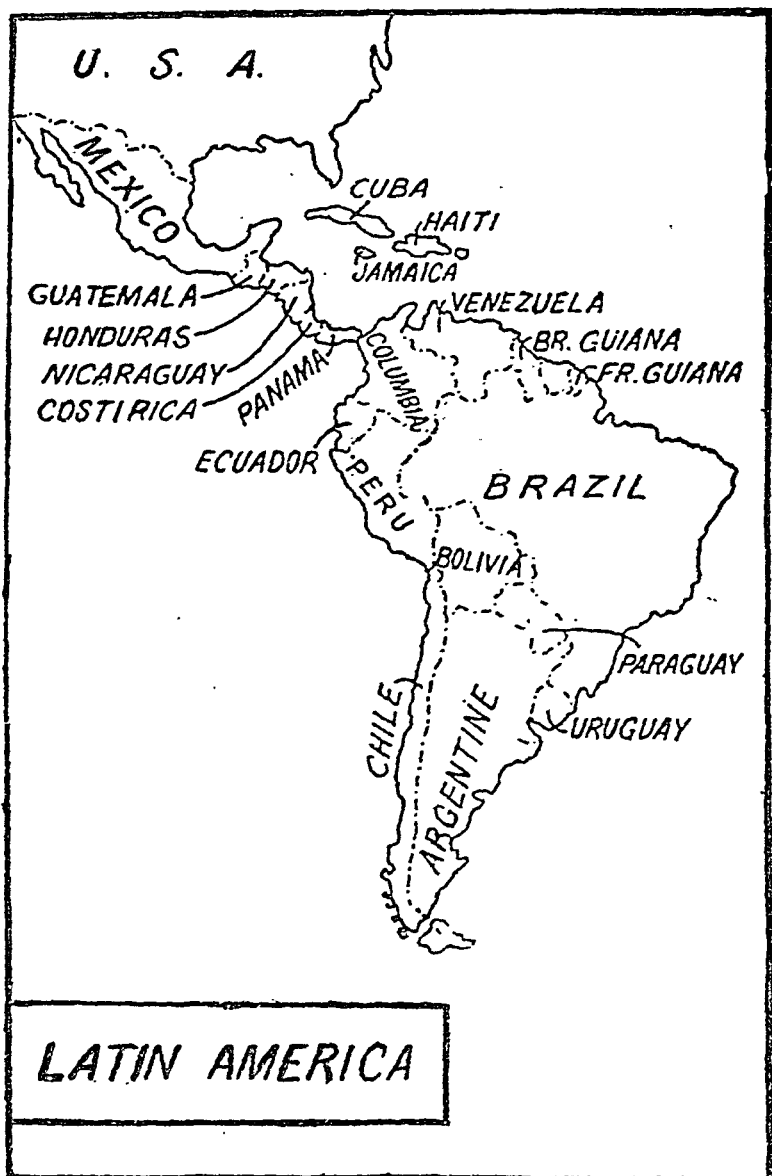 U. S. A.
MEXICO
CUBA
HAITI
JAMAICA
GUATEMALA
HONDURAS
NICARAGUAY
COSTIRICA
PANAMA
VENEZUELA
COLUMBIA
BR. GUIANA
FR. GUIANA
ECUADOR
PERU
BRAZIL
BOLIVIA
PARAGUAY
CHILE
ARGENTINE
URUGUAY
LATIN AMERICA